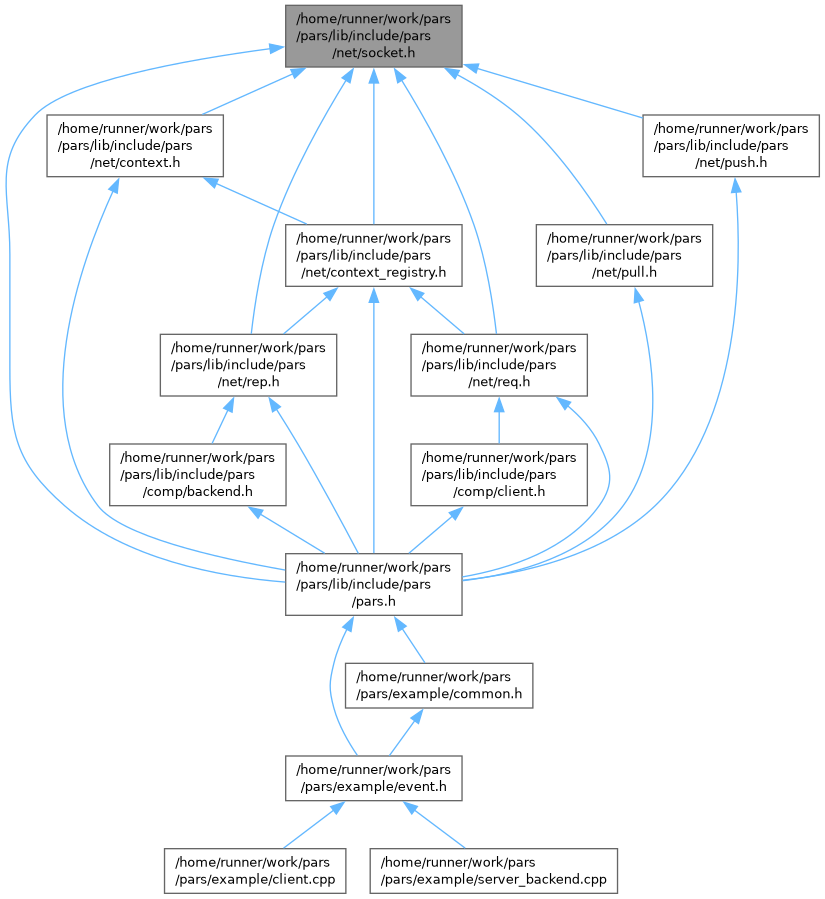 /home/runner/work/pars
/pars/lib/include/pars
/net/socket.h
/home/runner/work/pars
/pars/lib/include/pars
/net/context.h
/home/runner/work/pars
/pars/lib/include/pars
/net/push.h
/home/runner/work/pars
/pars/lib/include/pars
/net/context_registry.h
/home/runner/work/pars
/pars/lib/include/pars
/net/pull.h
/home/runner/work/pars
/pars/lib/include/pars
/net/rep.h
/home/runner/work/pars
/pars/lib/include/pars
/net/req.h
/home/runner/work/pars
/pars/lib/include/pars
/comp/backend.h
/home/runner/work/pars
/pars/lib/include/pars
/comp/client.h
/home/runner/work/pars
/pars/lib/include/pars
/pars.h
/home/runner/work/pars
/pars/example/common.h
/home/runner/work/pars
/pars/example/event.h
/home/runner/work/pars
/pars/example/client.cpp
/home/runner/work/pars
/pars/example/server_backend.cpp